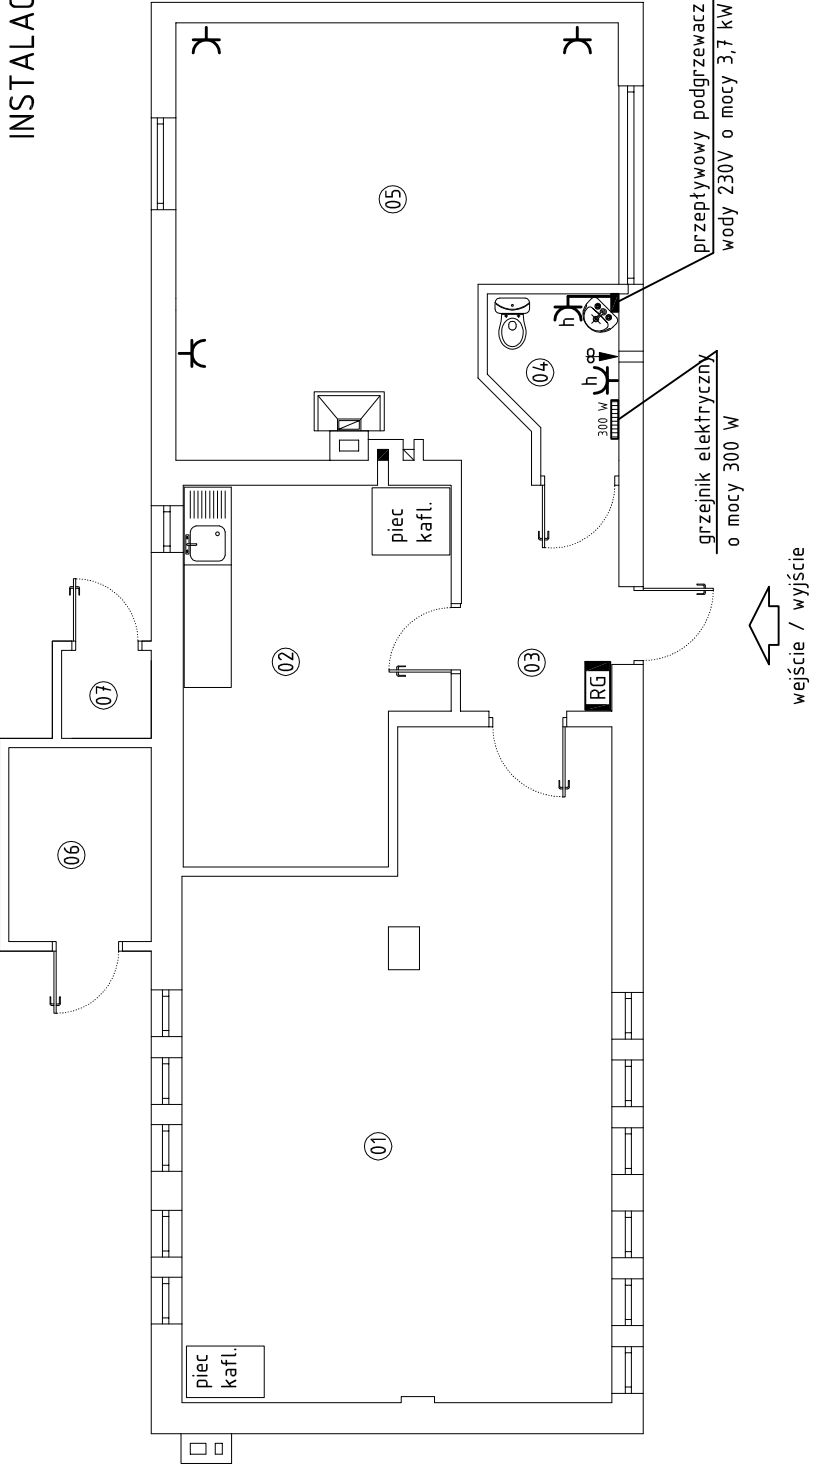 INSTALAC
przepływowy podgrzewacz
wody 230V o mocy 3,7 kW
grzejnik elektryczny
o mocy 300 W
wejście / wyjście
05
04
h
h
300 W
piec
kafl.
02
03
RG
07
06
01
piec
kafl.